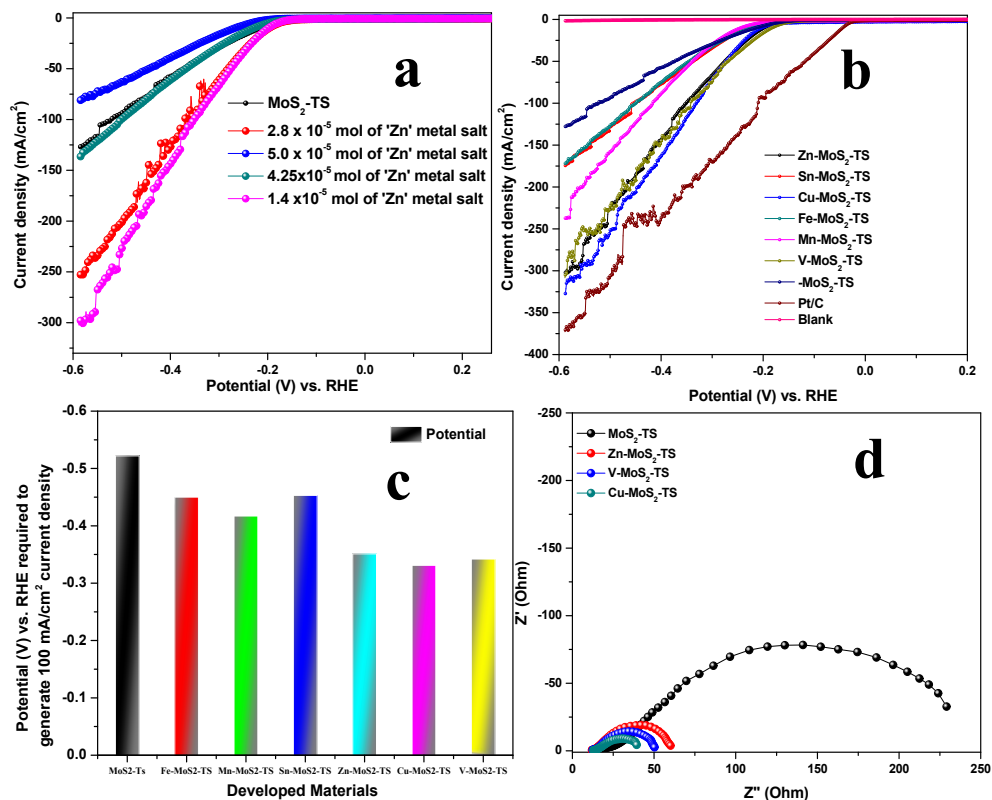 0
-50
-100
-150
-200
-250
-300
Current density (mA/cm²)
a
MoS₂-TS
2.8 x 10⁻⁵ mol of 'Zn' metal salt
5.0 x 10⁻⁵ mol of 'Zn' metal salt
4.25x10⁻⁵ mol of 'Zn' metal salt
1.4 x10⁻⁵ mol of 'Zn' metal salt
-0.6 -0.4 -0.2 0.0 0.2
Potential (V) vs. RHE
0
-50
-100
-150
-200
-250
-300
-350
-400
Current density (mA/cm²)
b
Zn-MoS₂-TS
Sn-MoS₂-TS
Cu-MoS₂-TS
Fe-MoS₂-TS
Mn-MoS₂-TS
V-MoS₂-TS
-MoS₂-TS
Pt/C
Blank
-0.6 -0.4 -0.2 0.0 0.2
Potential (V) vs. RHE
-0.6
-0.5
-0.4
-0.3
-0.2
-0.1
0.0
Potential (V) vs. RHE required to
generate 100 mA/cm² current density
Potential
c
MoS2-Ts Fe-MoS2-TS Mn-MoS2-TS Sn-MoS2-TS Zn-MoS2-TS Cu-MoS2-TS V-MoS2-TS
Developed Materials
-250
-200
-150
-100
-50
0
Z' (Ohm)
MoS₂-TS
Zn-MoS₂-TS
V-MoS₂-TS
Cu-MoS₂-TS
d
0 50 100 150 200 250
Z" (Ohm)